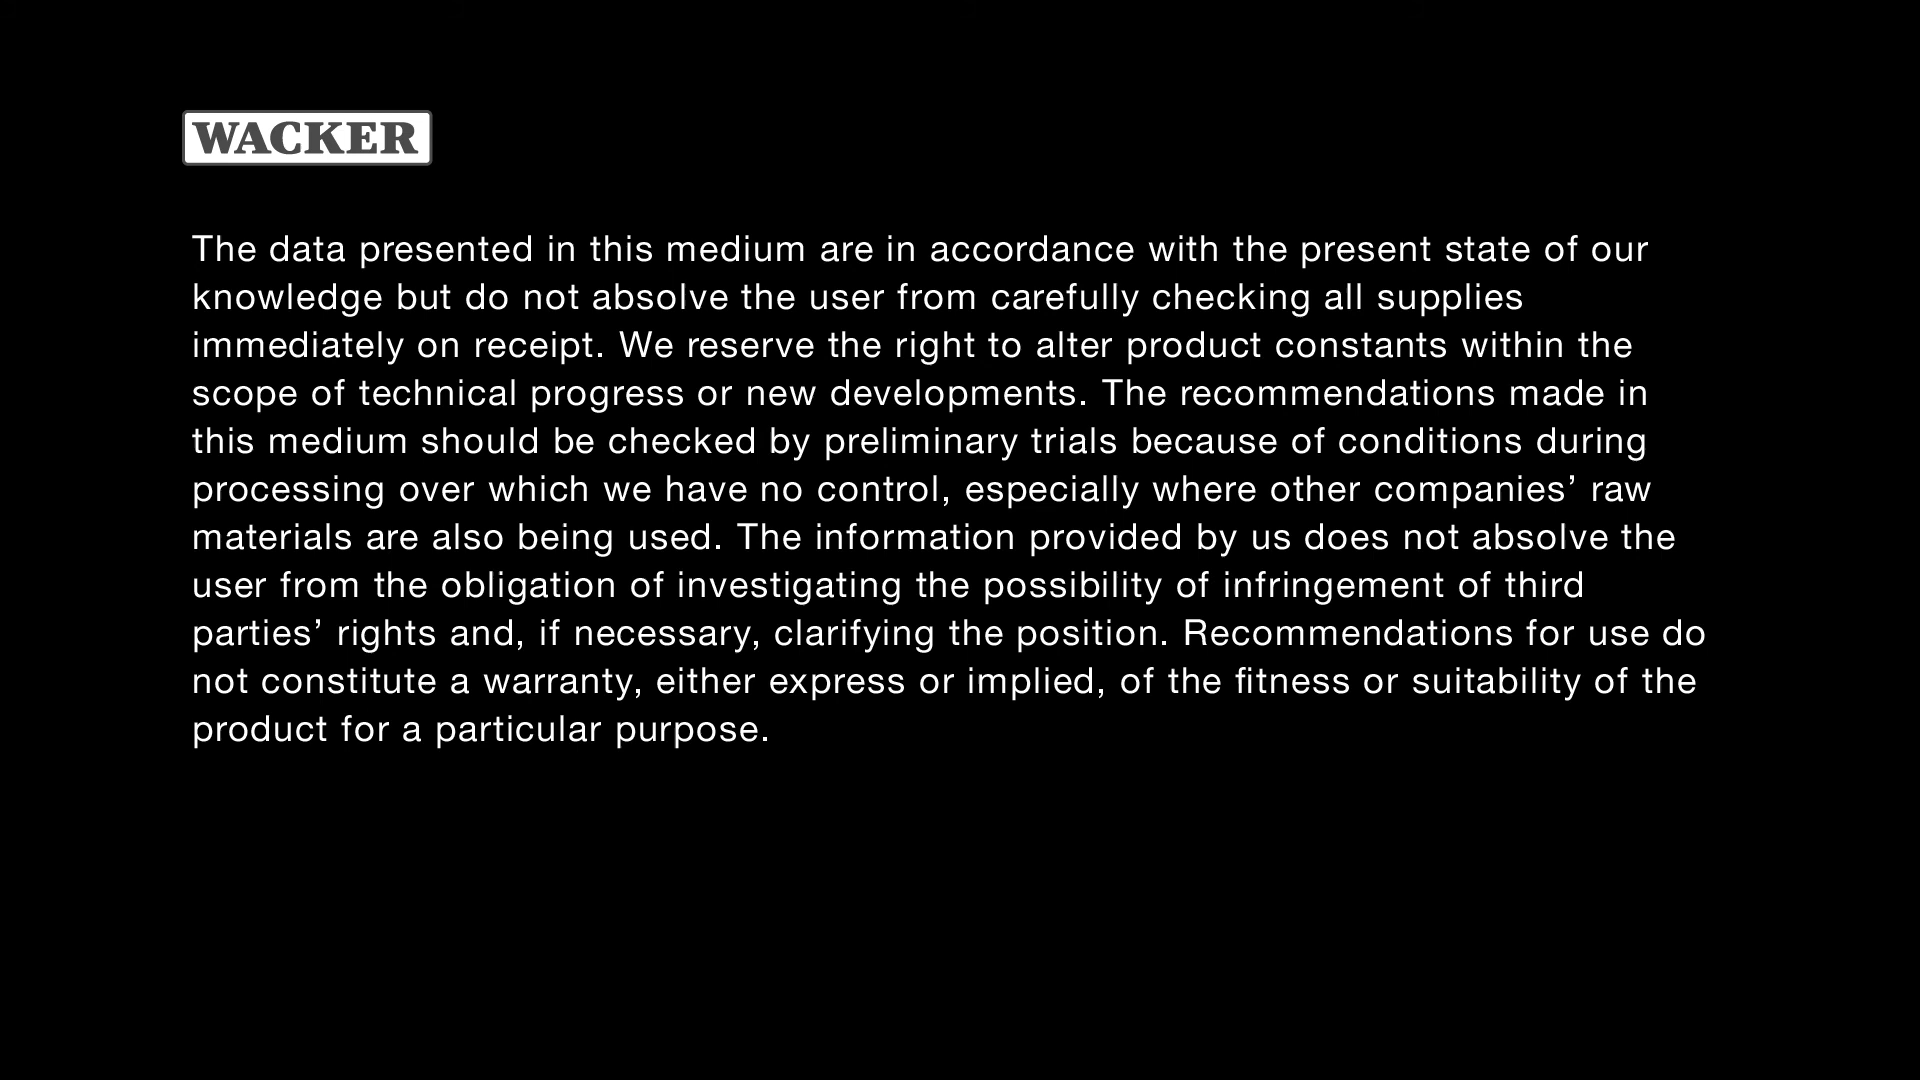 WACKER
The data presented in this medium are in accordance with the present state of our
knowledge but do not absolve the user from carefully checking all supplies
immediately on receipt. We reserve the right to alter product constants within the
scope of technical progress or new developments. The recommendations made in
this medium should be checked by preliminary trials because of conditions during
processing over which we have no control, especially where other companies’ raw
materials are also being used. The information provided by us does not absolve the
user from the obligation of investigating the possibility of infringement of third
parties’ rights and, if necessary, clarifying the position. Recommendations for use do
not constitute a warranty, either express or implied, of the fitness or suitability of the
product for a particular purpose.